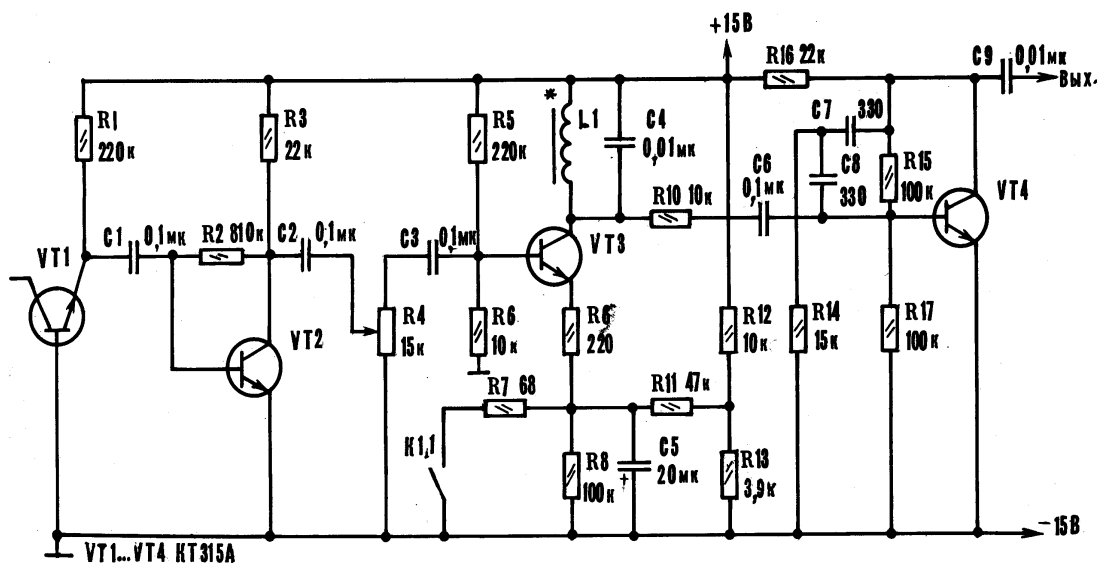 +15В
R16 22к
C9 0,01мк
Вых.
R1
220к
R3
22к
R5
220к
*
L1
C4
0,01мк
C7 330
C8
330
R15
100к
C6
0,1мк
R10 10к
VT4
VT1
C1 0,1мк
R2 810к
C2 0,1мк
C3 0,1мк
VT3
VT2
R4
15к
R6
10к
R6
220
R12
10к
R14
15к
R17
100к
R7 68
R11 47к
K1,1
R8
100к
C5
20мк
+
R13
3,9к
-15В
VT1...VT4 КТ315А